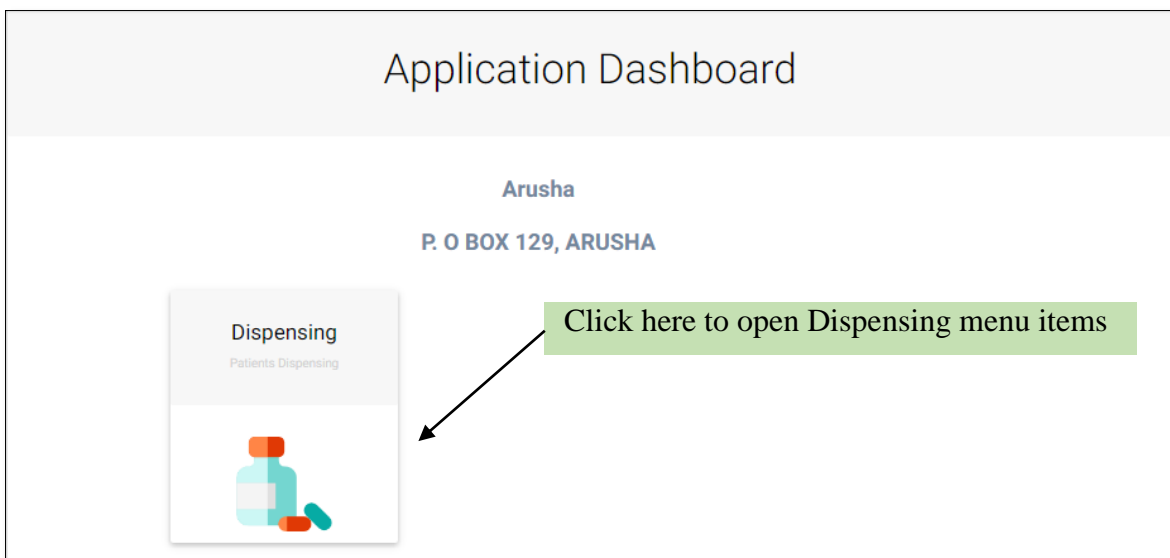 Application Dashboard
Arusha
P. O BOX 129, ARUSHA
Dispensing
Patients Dispensing
Click here to open Dispensing menu items